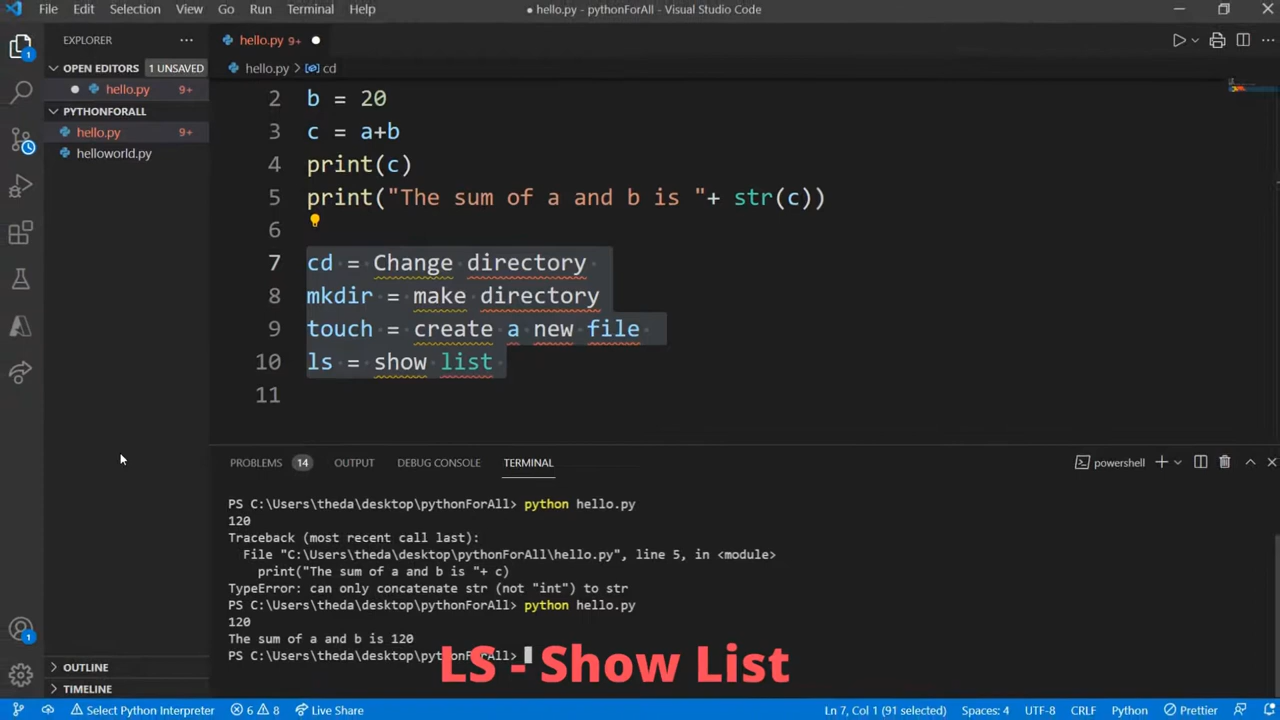 File Edit Selection View Go Run Terminal Help
● hello.py - pythonForAll - Visual Studio Code
EXPLORER
OPEN EDITORS 1 UNSAVED
● hello.py 9+
PYTHONFORALL
hello.py 9+
helloworld.py
OUTLINE
TIMELINE
1
1
hello.py 9+ ●
hello.py > cd
2 b = 20
3 c = a+b
4 print(c)
5 print("The sum of a and b is "+ str(c))
6
7 cd = Change directory
8 mkdir = make directory
9 touch = create a new file
10 ls = show list
11
PROBLEMS 14 OUTPUT DEBUG CONSOLE TERMINAL
powershell
PS C:\Users\theda\desktop\pythonForAll> python hello.py
120
Traceback (most recent call last):
File "C:\Users\theda\desktop\pythonForAll\hello.py", line 5, in <module>
print("The sum of a and b is "+ c)
TypeError: can only concatenate str (not "int") to str
PS C:\Users\theda\desktop\pythonForAll> python hello.py
120
The sum of a and b is 120
PS C:\Users\theda\desktop\pythonForAll>
LS - Show List
Select Python Interpreter 6 8 Live Share
Ln 7, Col 1 (91 selected) Spaces: 4 UTF-8 CRLF Python Prettier